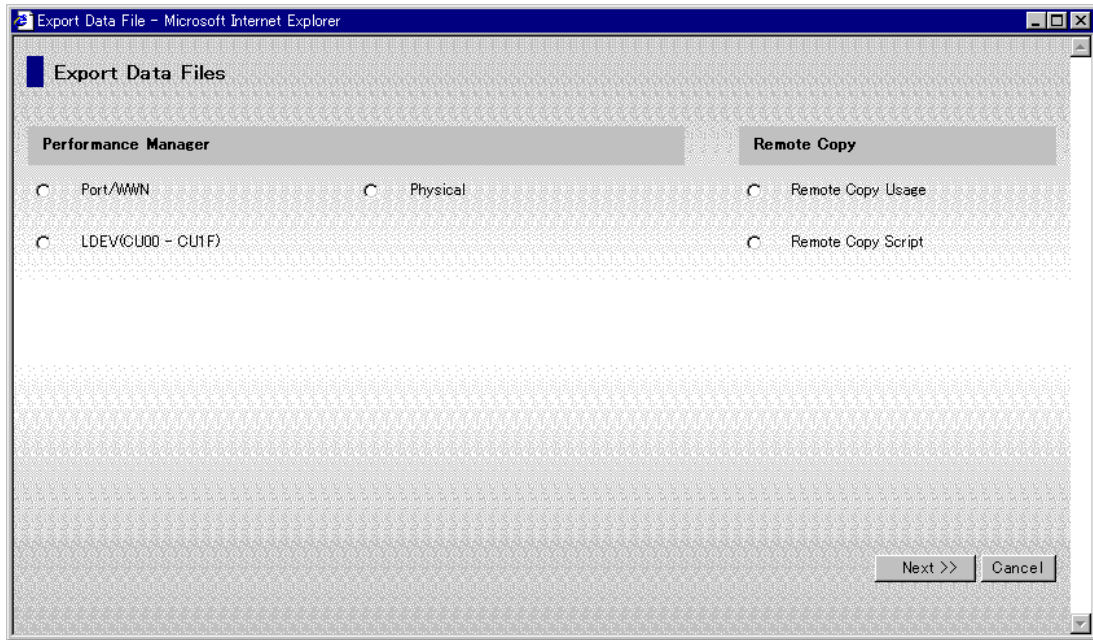 Export Data File - Microsoft Internet Explorer
Export Data Files
Performance Manager
Remote Copy
Port/WWN
Physical
Remote Copy Usage
LDEV(CU00 - CU1F)
Remote Copy Script
Next >>
Cancel